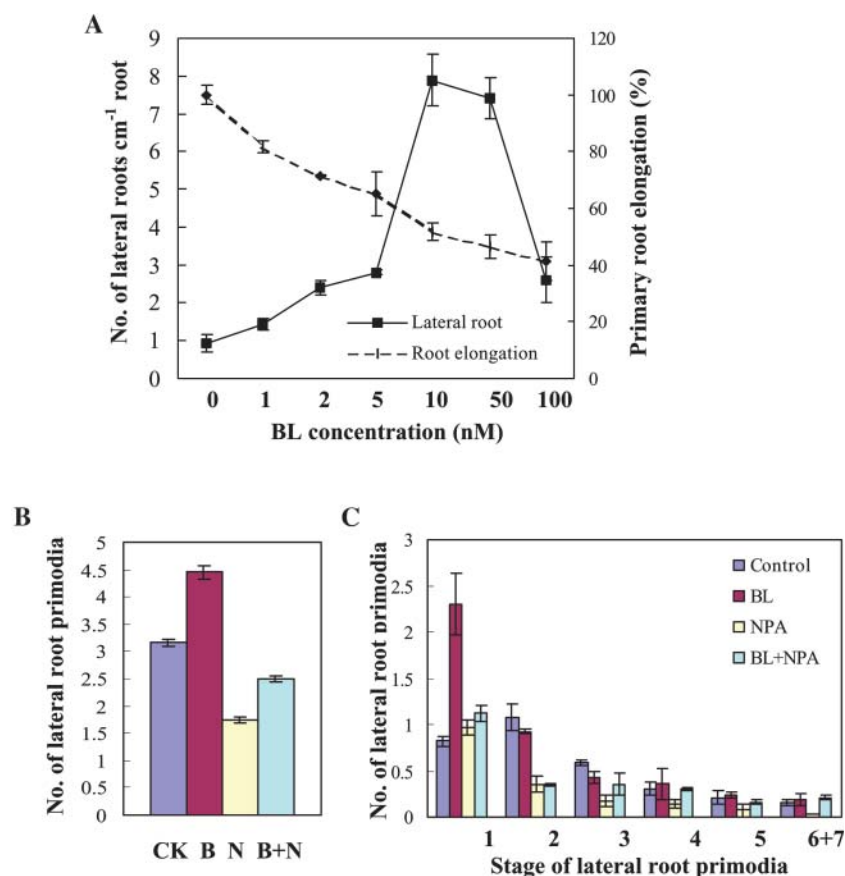 A
No. of lateral roots cm⁻¹ root
9
8
7
6
5
4
3
2
1
0
120
100
80
60
40
20
0
Primary root elongation (%)
Lateral root
Root elongation
0 1 2 5 10 50 100
BL concentration (nM)
B
No. of lateral root primodia
5
4.5
4
3.5
3
2.5
2
1.5
1
0.5
0
CK B N B+N
C
No. of lateral root primodia
3
2.5
2
1.5
1
0.5
0
Control
BL
NPA
BL+NPA
1 2 3 4 5 6+7
Stage of lateral root primodia